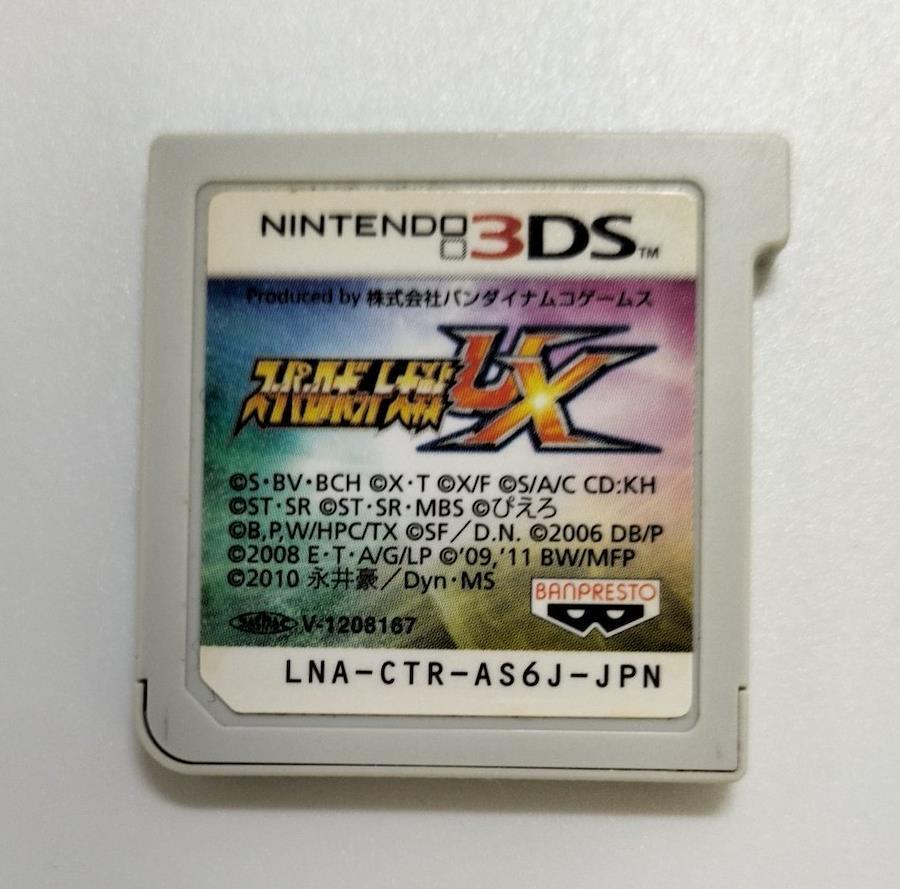 NINTENDO 3DS™
Produced by 株式会社バンダイナムコゲームス
スーパーロボット大戦UX
©S・BV・BCH ©X・T ©X/F ©S/A/C CD:KH
©ST・SR ©ST・SR・MBS ©ぴえろ
©B,P,W/HPC/TX ©SF／D.N. ©2006 DB/P
©2008 E・T・A/G/LP ©'09,'11 BW/MFP
©2010 永井豪／Dyn・MS
BANPRESTO
V-1208167
LNA-CTR-AS6J-JPN